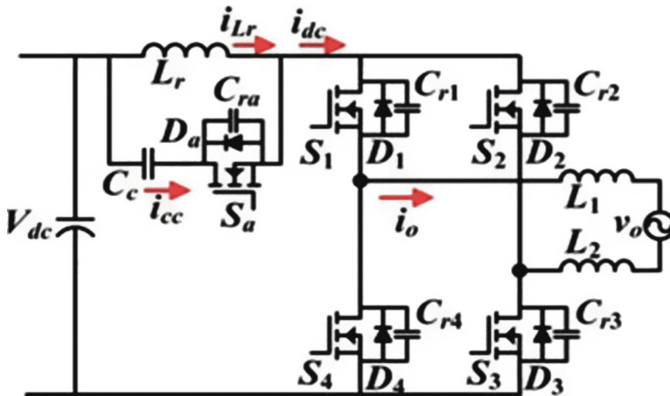 i_Lr i_dc
L_r
C_ra
D_a
C_c
i_cc
S_a
V_dc
C_r1
S_1 D_1
C_r2
S_2 D_2
i_o
L_1
v_o
L_2
C_r4
S_4 D_4
C_r3
S_3 D_3